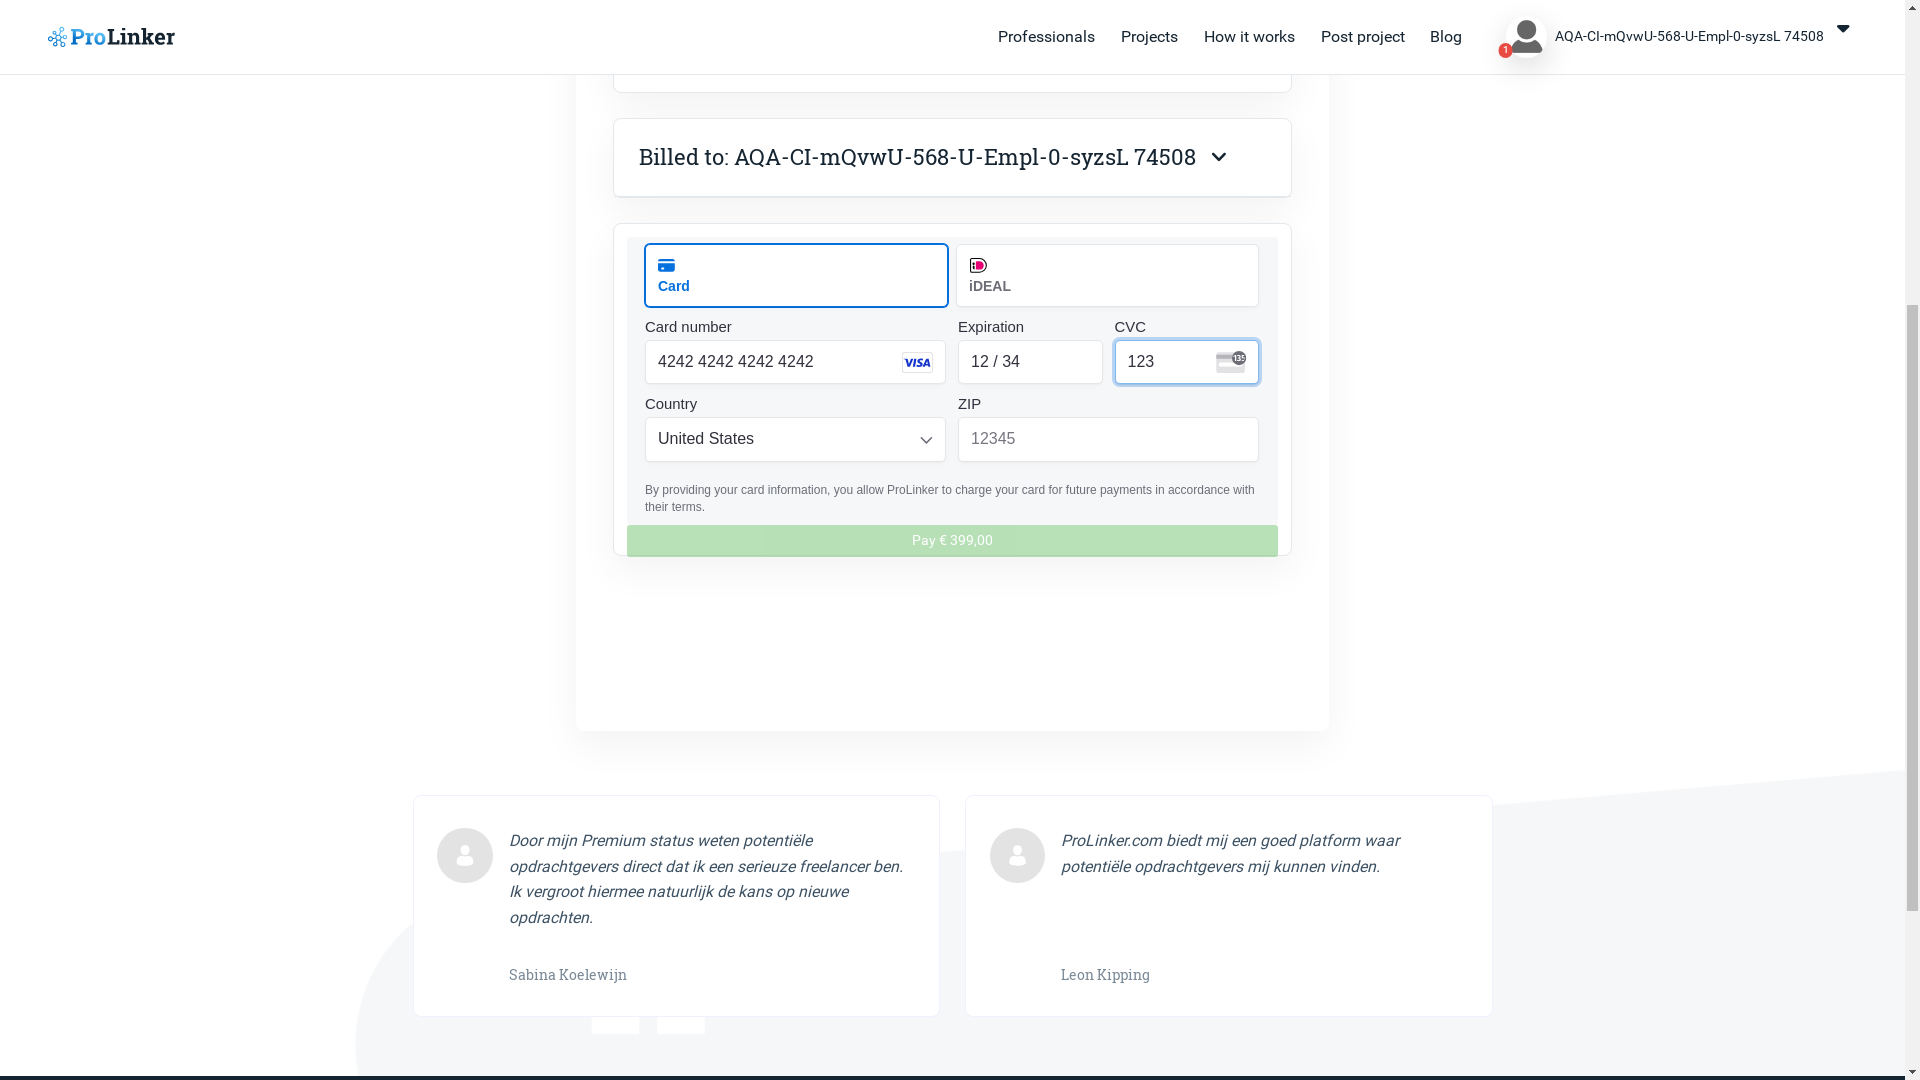 ProLinker
Professionals
Projects
How it works
Post project
Blog
1
AQA-CI-mQvwU-568-U-Empl-0-syzsL 74508
Billed to: AQA-CI-mQvwU-568-U-Empl-0-syzsL 74508
Card
iDEAL
Card number
Expiration
CVC
4242 4242 4242 4242
VISA
12 / 34
123
135
Country
ZIP
United States
12345
By providing your card information, you allow ProLinker to charge your card for future payments in accordance with
their terms.
Pay € 399,00
Door mijn Premium status weten potentiële
opdrachtgevers direct dat ik een serieuze freelancer ben.
Ik vergroot hiermee natuurlijk de kans op nieuwe
opdrachten.
Sabina Koelewijn
ProLinker.com biedt mij een goed platform waar
potentiële opdrachtgevers mij kunnen vinden.
Leon Kipping